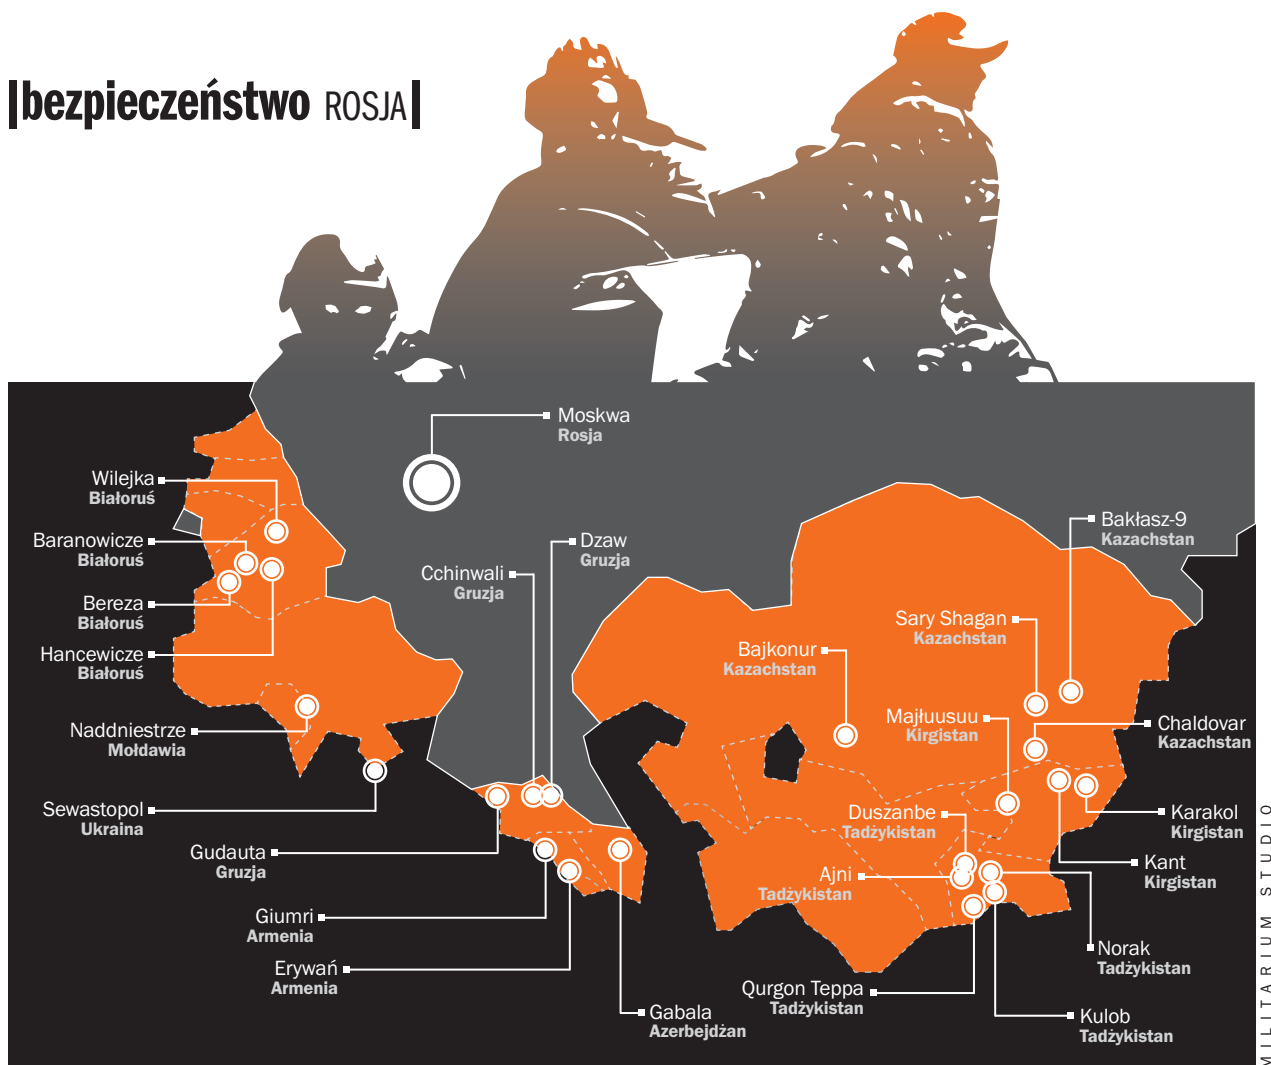 bezpieczeństwo ROSJA
Moskwa
Rosja
Wilejka
Białoruś
Baranowicze
Białoruś
Bereza
Białoruś
Hancewicze
Białoruś
Naddniestrze
Mołdawia
Sewastopol
Ukraina
Gudauta
Gruzja
Giumri
Armenia
Erywań
Armenia
Cchinwali
Gruzja
Dzaw
Gruzja
Gabala
Azerbejdżan
Bakłasz-9
Kazachstan
Sary Shagan
Kazachstan
Bajkonur
Kazachstan
Majłuusuu
Kirgistan
Chaldovar
Kazachstan
Duszanbe
Tadżykistan
Ajni
Tadżykistan
Karakol
Kirgistan
Kant
Kirgistan
Norak
Tadżykistan
Qurgon Teppa
Tadżykistan
Kulob
Tadżykistan
MILITARIUM STUDIO